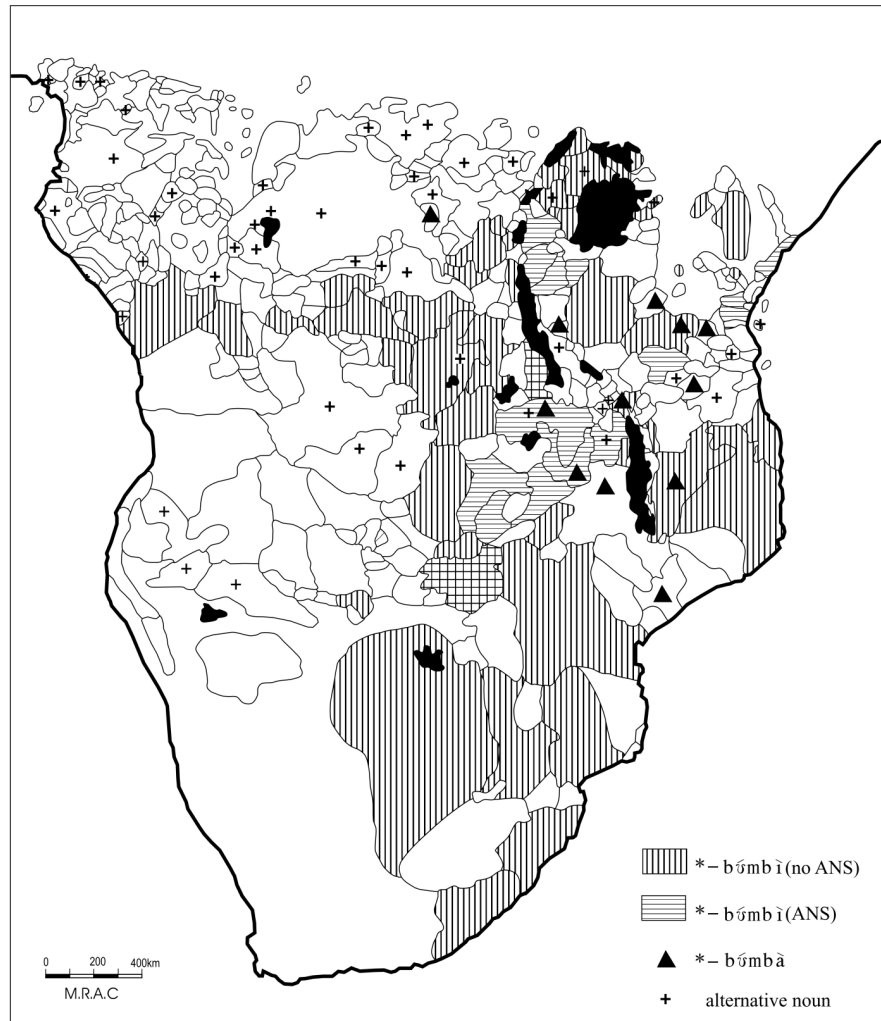 *– bʊ́mbì (no ANS)
*– bʊ́mbì (ANS)
*– bʊ́mbà
+ alternative noun
0 200 400km
M.R.A.C